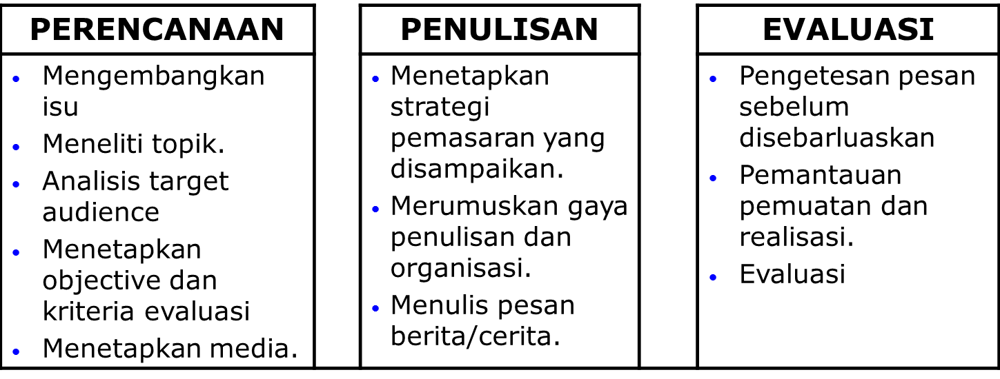 PERENCANAAN
• Mengembangkan
isu
• Meneliti topik.
• Analisis target
audience
• Menetapkan
objective dan
kriteria evaluasi
• Menetapkan media.
PENULISAN
• Menetapkan
strategi
pemasaran yang
disampaikan.
• Merumuskan gaya
penulisan dan
organisasi.
• Menulis pesan
berita/cerita.
EVALUASI
• Pengetesan pesan
sebelum
disebarluaskan
• Pemantauan
pemuatan dan
realisasi.
• Evaluasi